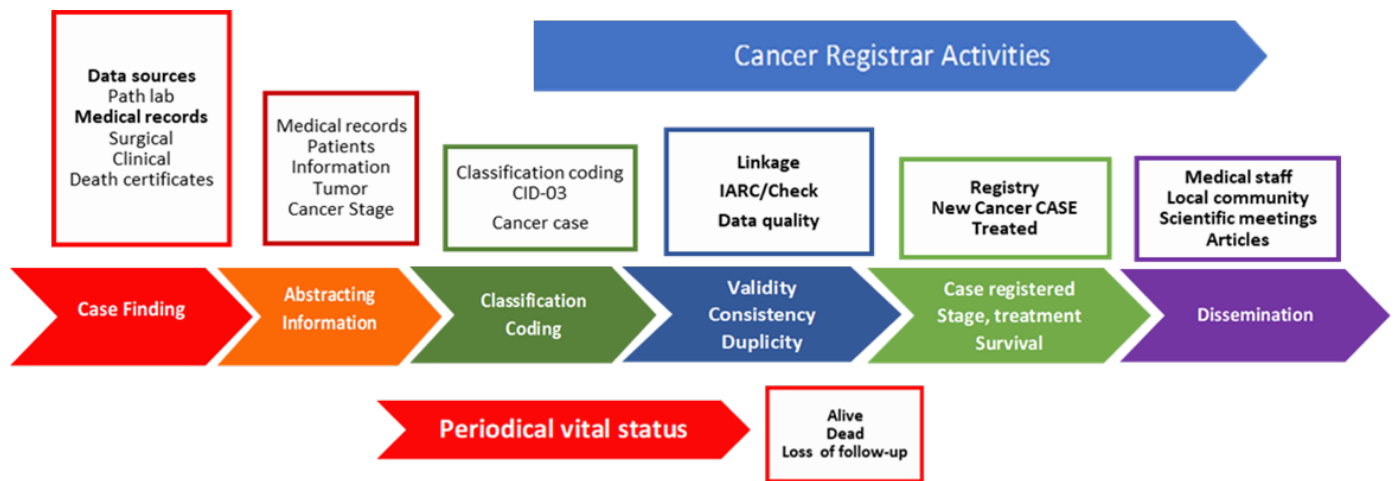 Cancer Registrar Activities
Data sources
Path lab
Medical records
Surgical
Clinical
Death certificates
Medical records
Patients
Information
Tumor
Cancer Stage
Classification coding
CID-03
Cancer case
Linkage
IARC/Check
Data quality
Registry
New Cancer CASE
Treated
Medical staff
Local community
Scientific meetings
Articles
Case Finding
Abstracting
Information
Classification
Coding
Validity
Consistency
Duplicity
Case registered
Stage, treatment
Survival
Dissemination
Periodical vital status
Alive
Dead
Loss of follow-up